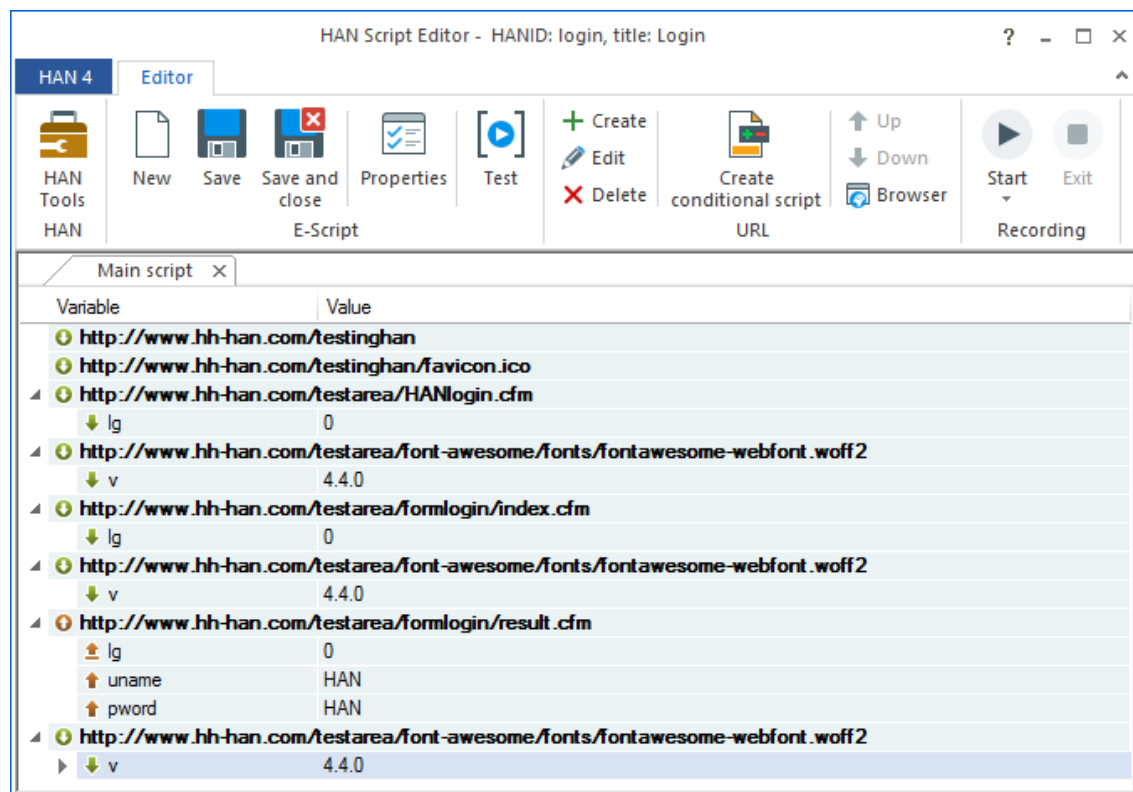 HAN Script Editor - HANID: login, title: Login
?
HAN 4 Editor
HAN Tools
New
Save
Save and close
Properties
Test
Create
Edit
Delete
Create conditional script
Up
Down
Browser
Start
Exit
HAN E-Script URL Recording
Main script
Variable Value
http://www.hh-han.com/testinghan
http://www.hh-han.com/testinghan/favicon.ico
http://www.hh-han.com/testarea/HANlogin.cfm
lg 0
http://www.hh-han.com/testarea/font-awesome/fonts/fontawesome-webfont.woff2
v 4.4.0
http://www.hh-han.com/testarea/formlogin/index.cfm
lg 0
http://www.hh-han.com/testarea/font-awesome/fonts/fontawesome-webfont.woff2
v 4.4.0
http://www.hh-han.com/testarea/formlogin/result.cfm
lg 0
uname HAN
pword HAN
http://www.hh-han.com/testarea/font-awesome/fonts/fontawesome-webfont.woff2
v 4.4.0